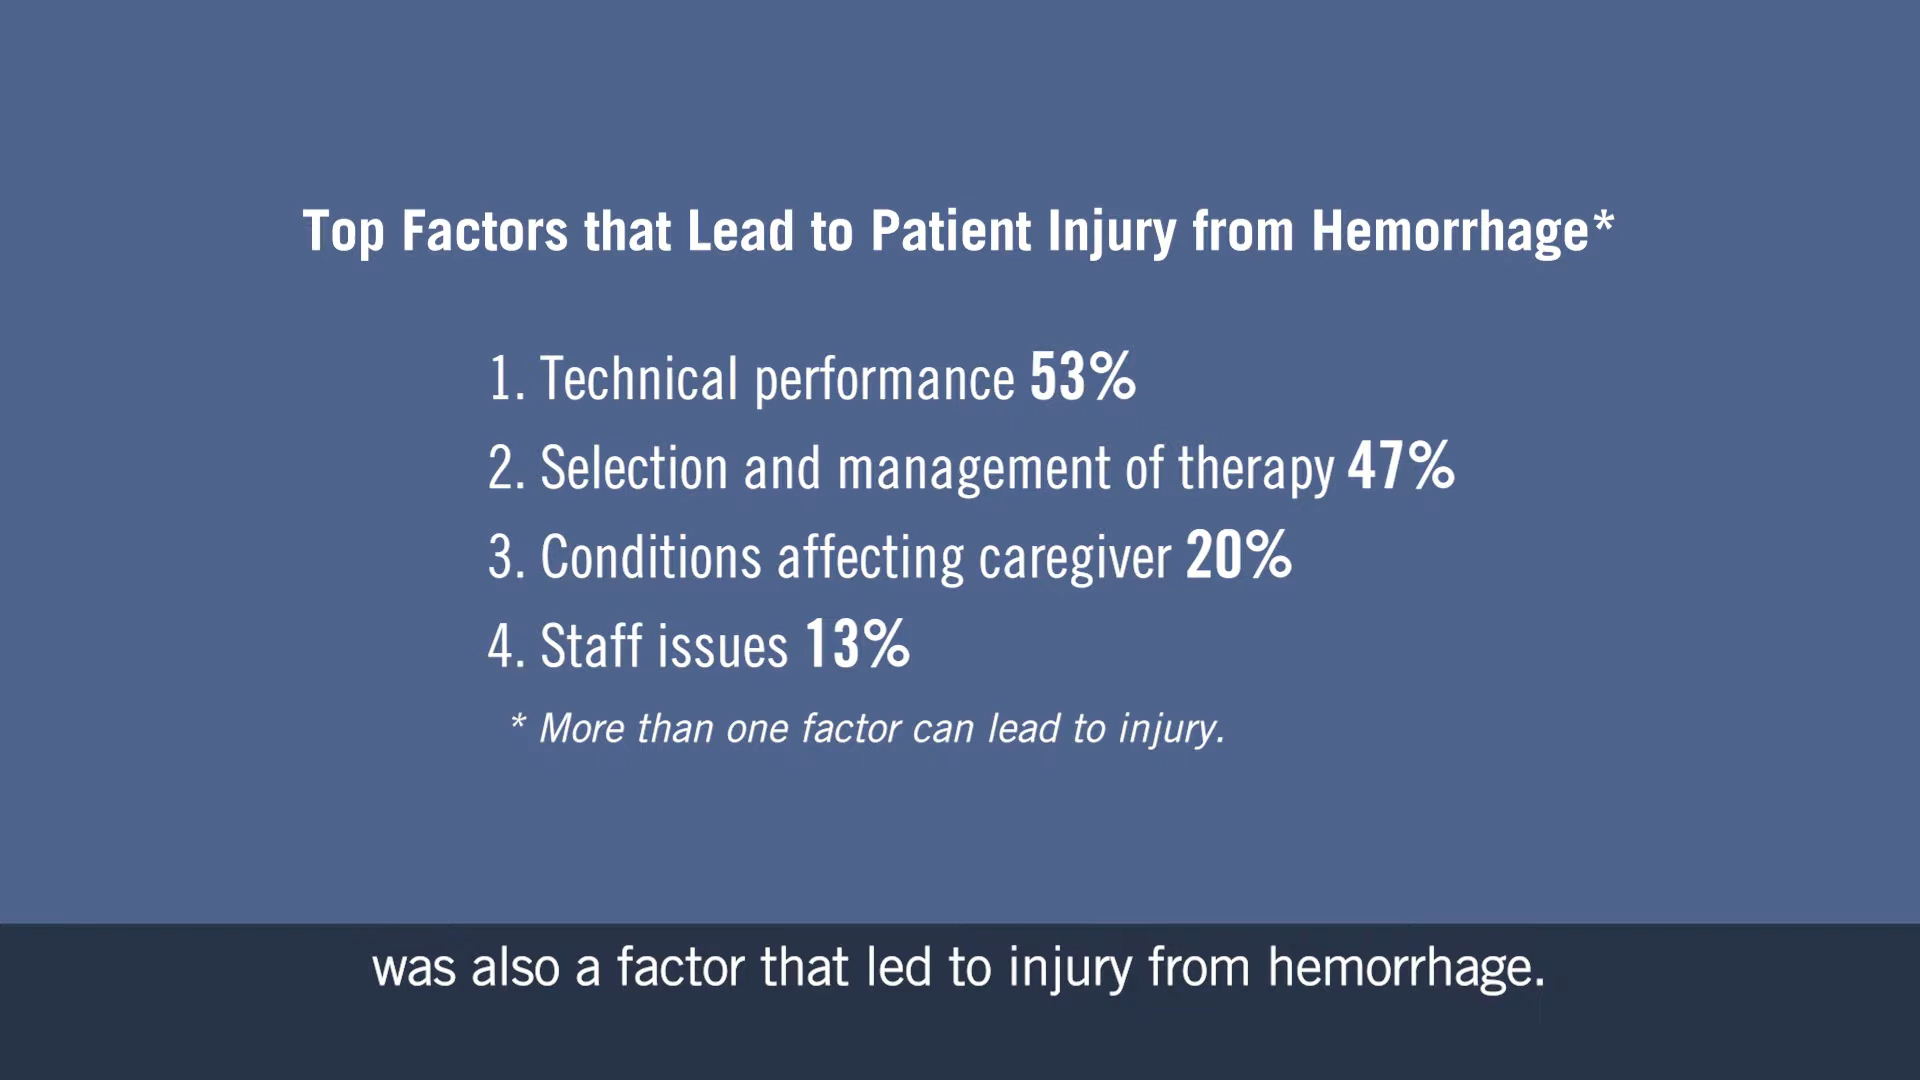 Top Factors that Lead to Patient Injury from Hemorrhage*
1. Technical performance 53%
2. Selection and management of therapy 47%
3. Conditions affecting caregiver 20%
4. Staff issues 13%
* More than one factor can lead to injury.
was also a factor that led to injury from hemorrhage.